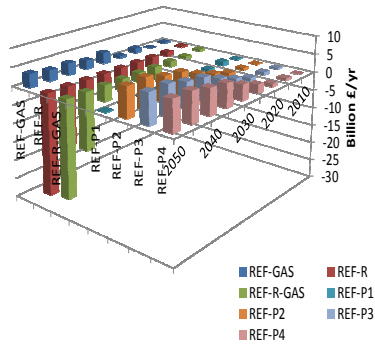 10
5
0
-5
-10
-15
-20
-25
-30
Billion £/yr
2010
2020
2030
2040
2050
REF-GAS
REF-R
REF-R-GAS
REF-P1
REF-P2
REF-P3
REF-P4
REF-GAS REF-R
REF-R-GAS REF-P1
REF-P2 REF-P3
REF-P4